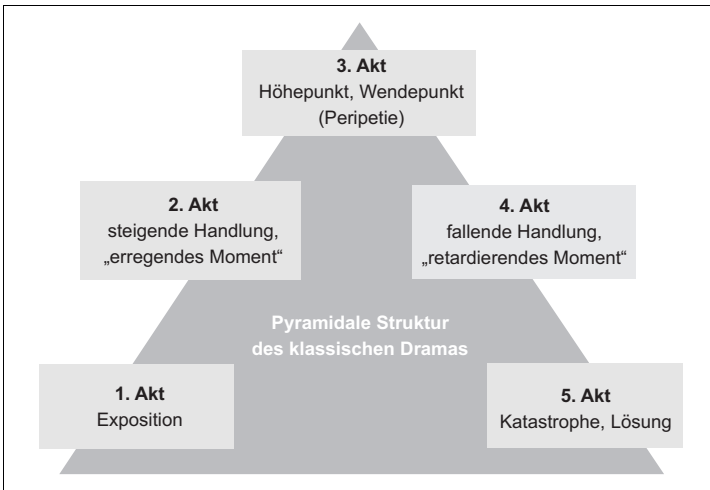 3. Akt
Höhepunkt, Wendepunkt
(Peripetie)
2. Akt
steigende Handlung,
„erregendes Moment“
4. Akt
fallende Handlung,
„retardierendes Moment“
Pyramidale Struktur
des klassischen Dramas
1. Akt
Exposition
5. Akt
Katastrophe, Lösung